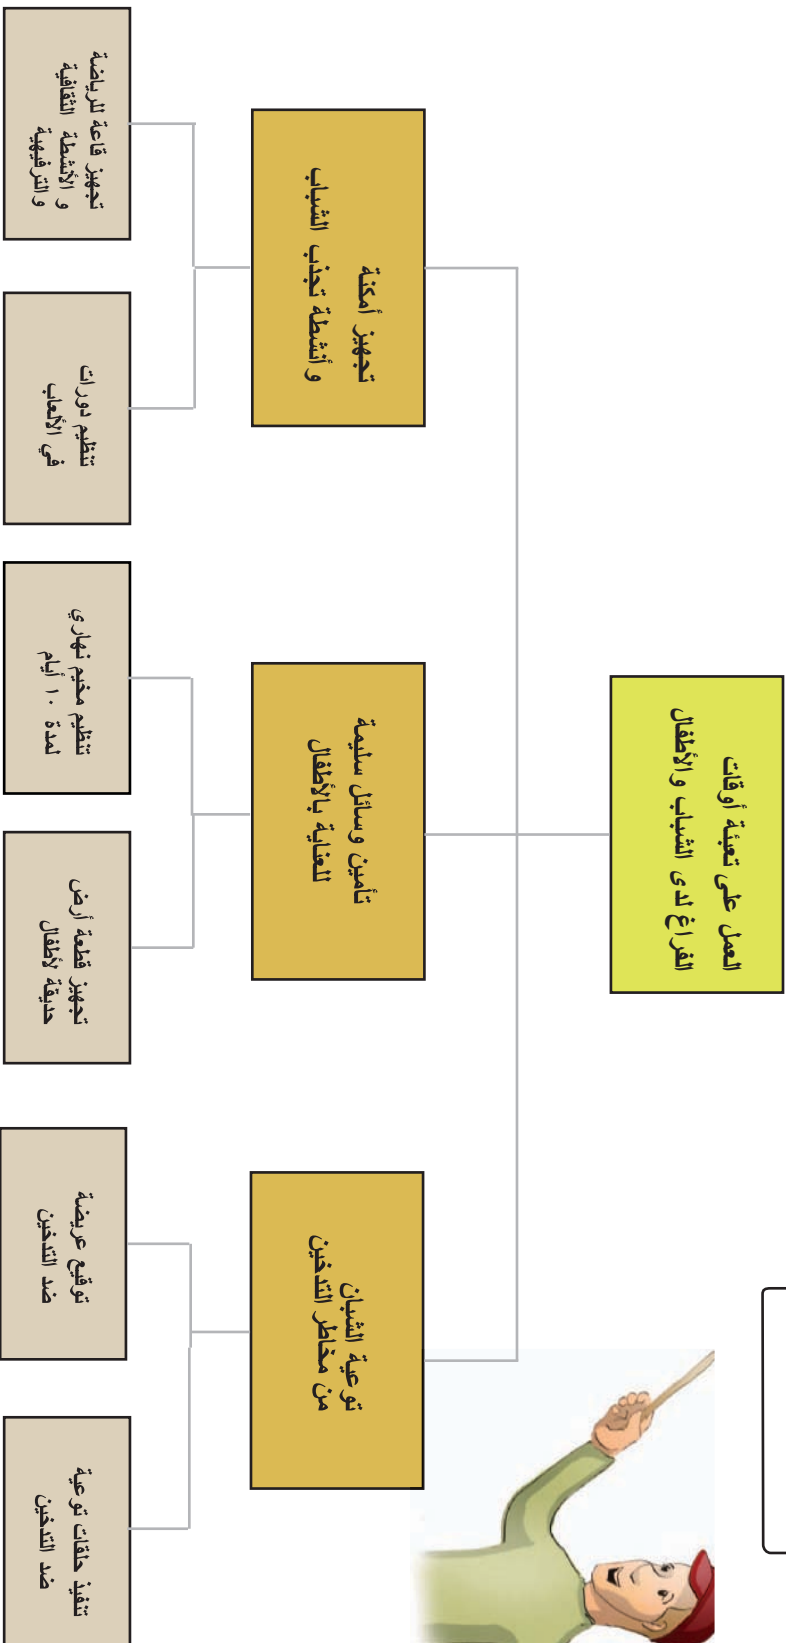 العمل على تعبئة أوقات
الفراغ لدى الشباب والأطفال
توعية الشبان
من مخاطر التدخين
تأمين وسائل سليمة
للعناية بالأطفال
تجهيز أمكنة
وأنشطة تجذب الشباب
تنفيذ حلقات توعية
ضد التدخين
توقيع عريضة
ضد التدخين
تجهيز قطعة أرض
حديقة لأطفال
تنظيم مخيم نهاري
لمدة ١٠ أيام
تنظيم دورات
في الألعاب
تجهيز قاعة للرياضة
و الأنشطة الثقافية
والترفيهية